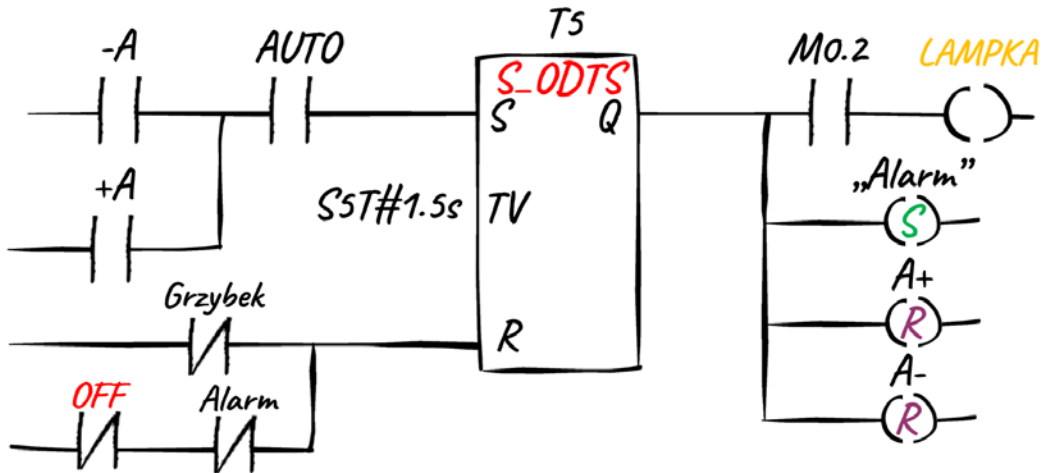 T5
-A AUTO M0.2 LAMPKA
S_ODTS
S Q
+A „Alarm”
S5T#1.5s TV S
Grzybek A+
R R
OFF Alarm A-
R